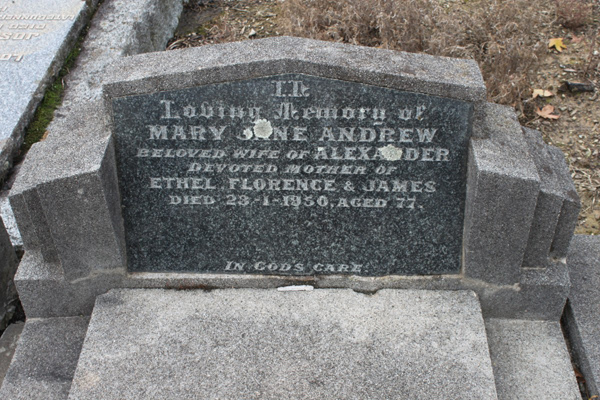 In
Loving Memory of
MARY JANE ANDREW
BELOVED WIFE OF ALEXANDER
DEVOTED MOTHER OF
ETHEL, FLORENCE & JAMES
DIED 23-1-1950, AGED 77.
IN GOD'S CARE